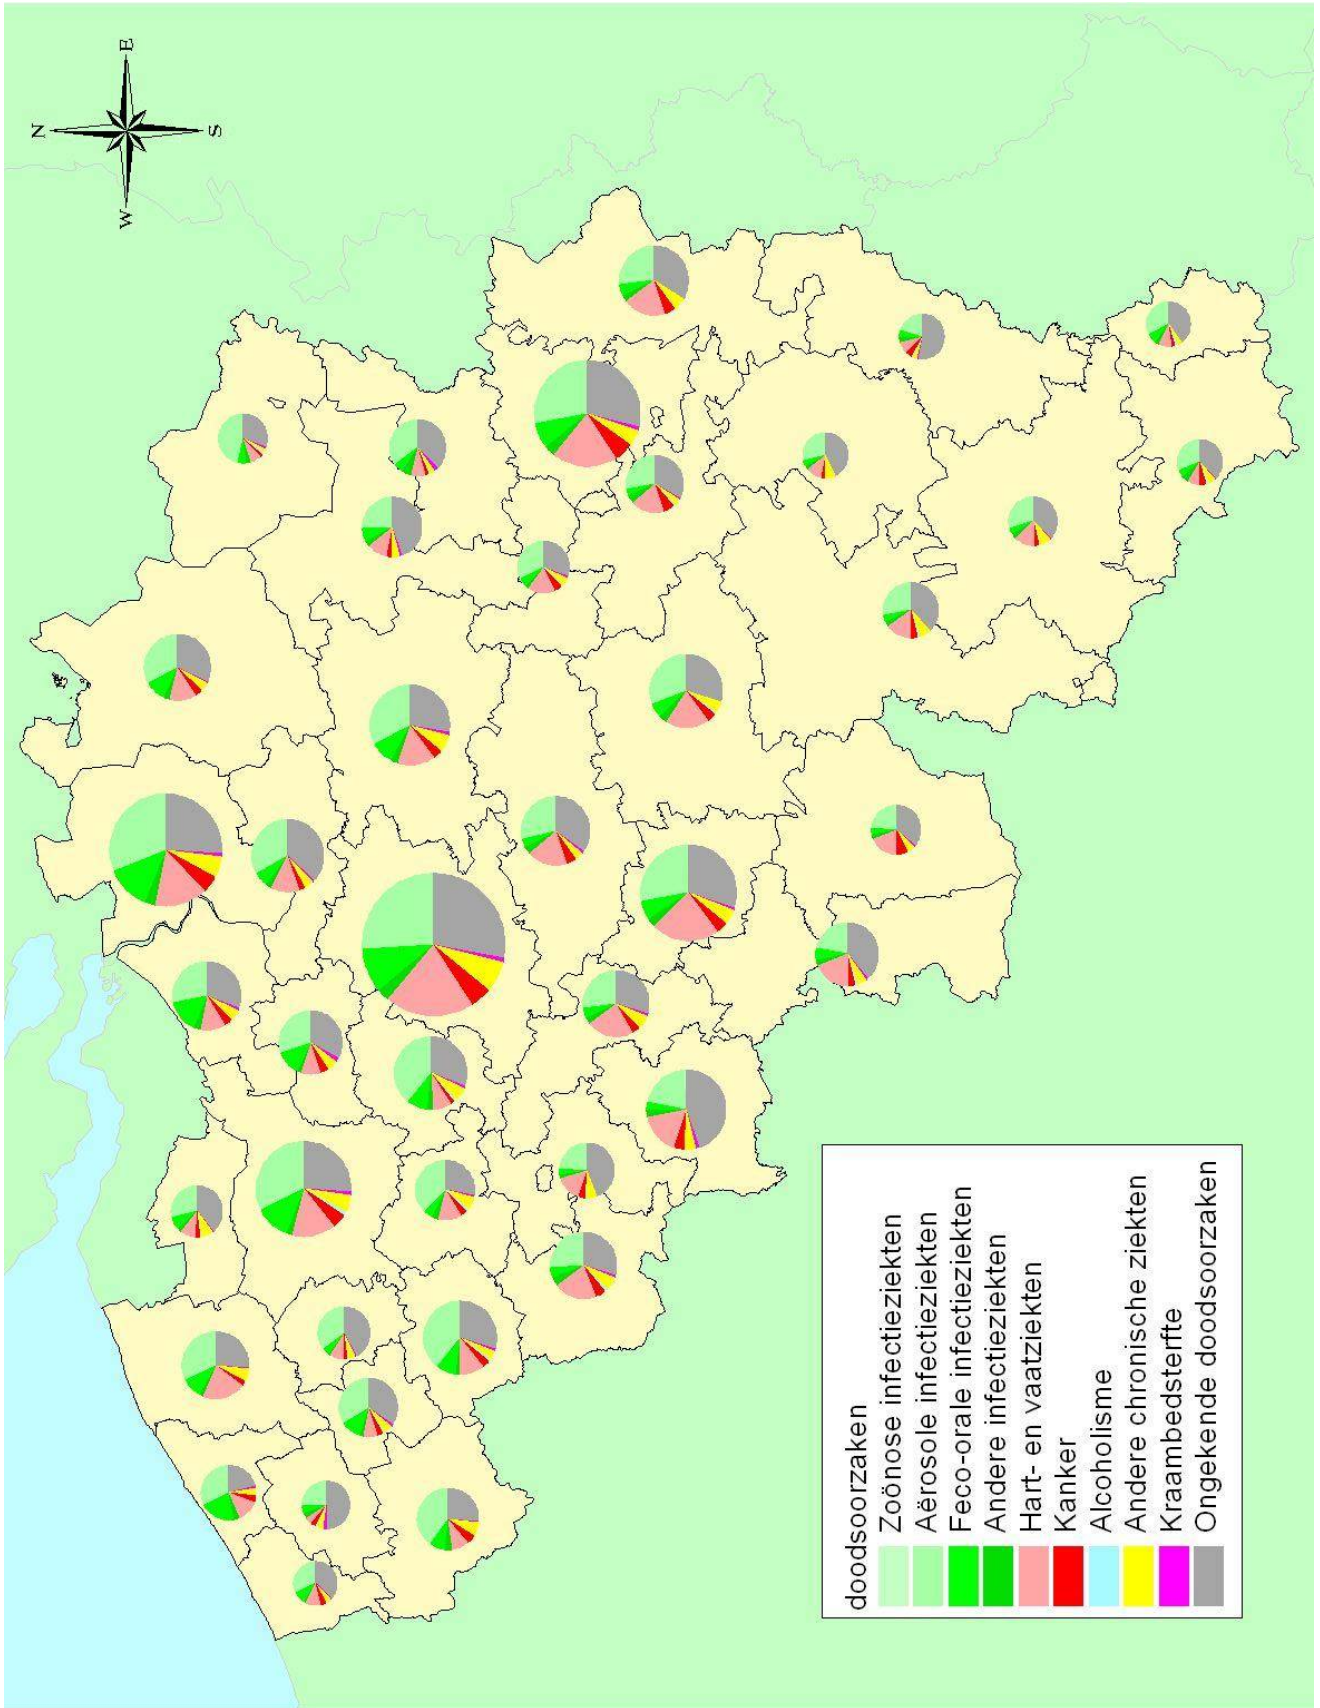 N
E
S
W
doodsoorzaken
Zoönose infectieziekten
Aërosole infectieziekten
Feco-orale infectieziekten
Andere infectieziekten
Hart- en vaatziekten
Kanker
Alcoholisme
Andere chronische ziekten
Kraambedsterfte
Ongekende doodsoorzaken